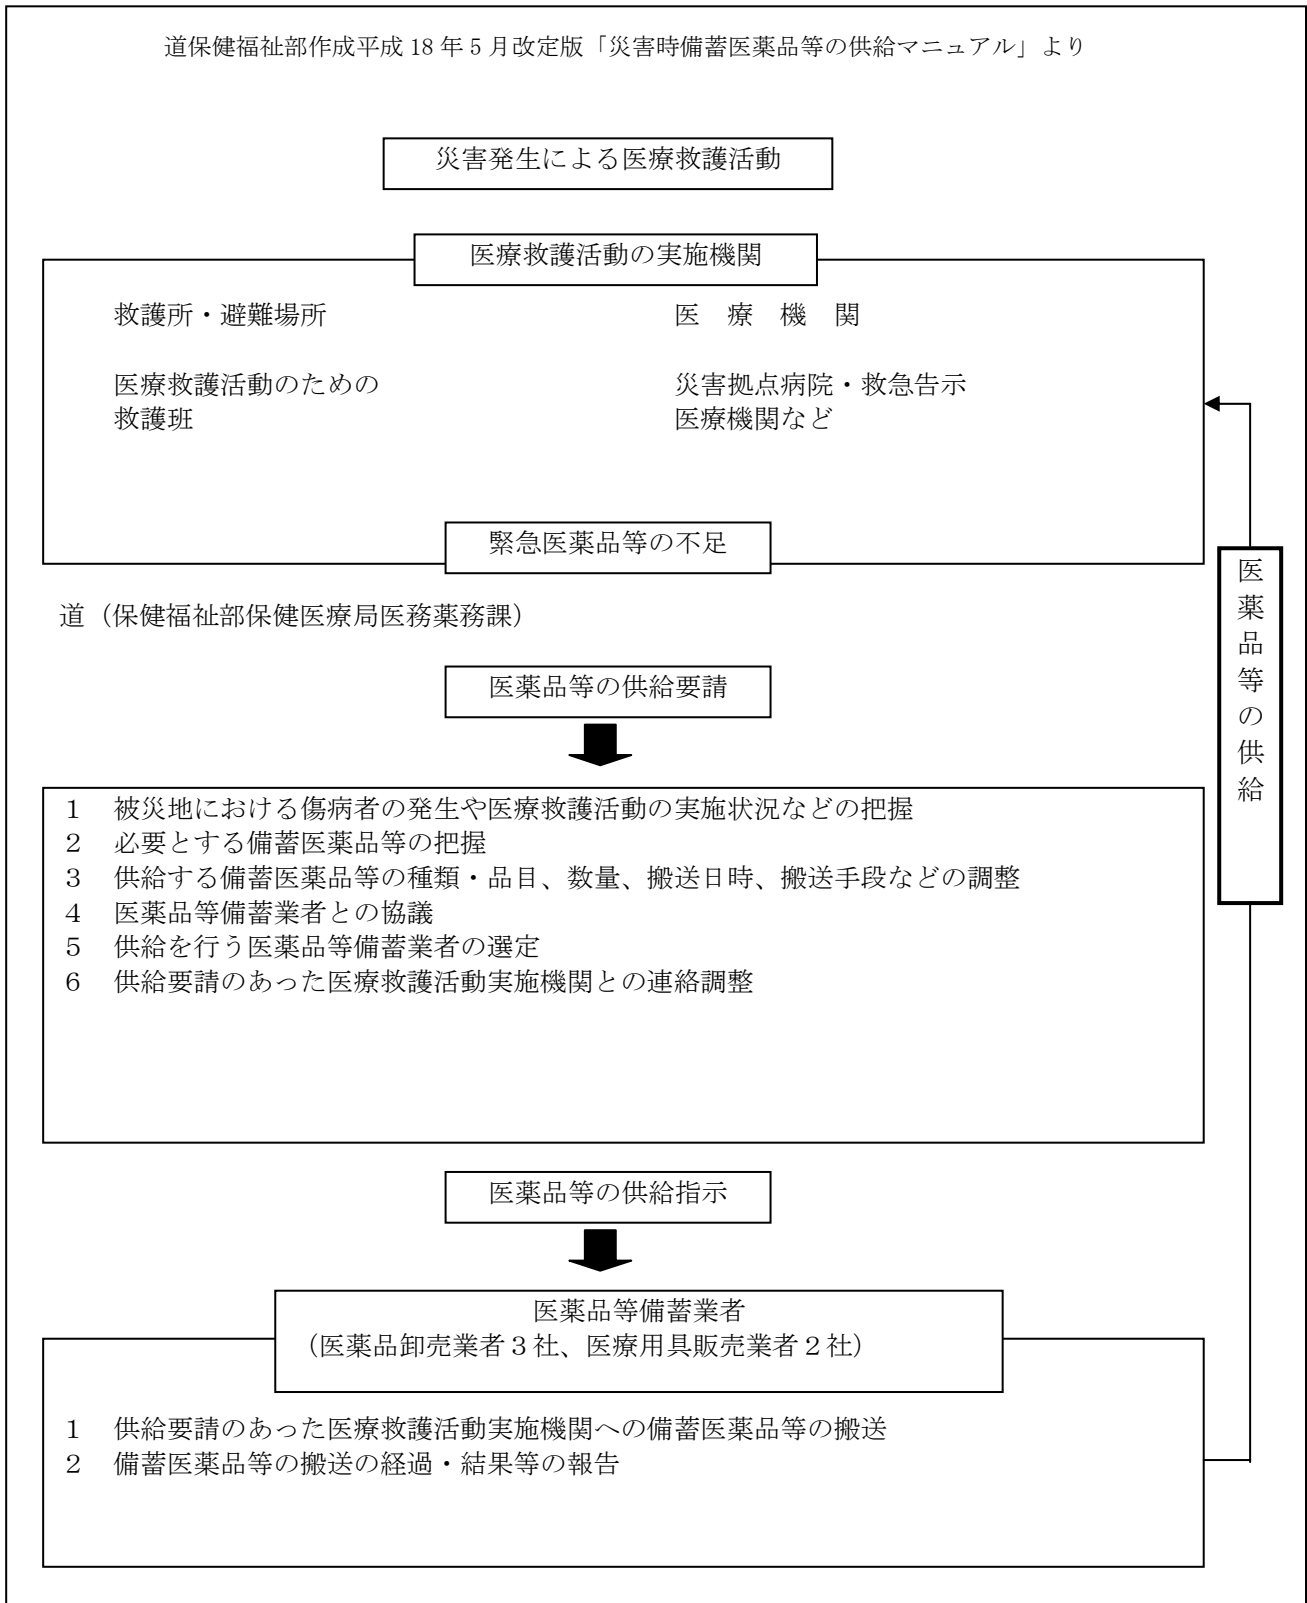 道保健福祉部作成平成 18 年 5 月改定版「災害時備蓄医薬品等の供給マニュアル」より
災害発生による医療救護活動
医療救護活動の実施機関
救護所・避難場所
医療救護活動のための
救護班
医　療　機　関
災害拠点病院・救急告示
医療機関など
緊急医薬品等の不足
道（保健福祉部保健医療局医務薬務課）
医薬品等の供給要請
１　被災地における傷病者の発生や医療救護活動の実施状況などの把握
２　必要とする備蓄医薬品等の把握
３　供給する備蓄医薬品等の種類・品目、数量、搬送日時、搬送手段などの調整
４　医薬品等備蓄業者との協議
５　供給を行う医薬品等備蓄業者の選定
６　供給要請のあった医療救護活動実施機関との連絡調整
医薬品等の供給指示
医薬品等備蓄業者
（医薬品卸売業者３社、医療用具販売業者２社）
１　供給要請のあった医療救護活動実施機関への備蓄医薬品等の搬送
２　備蓄医薬品等の搬送の経過・結果等の報告
医薬品等の供給